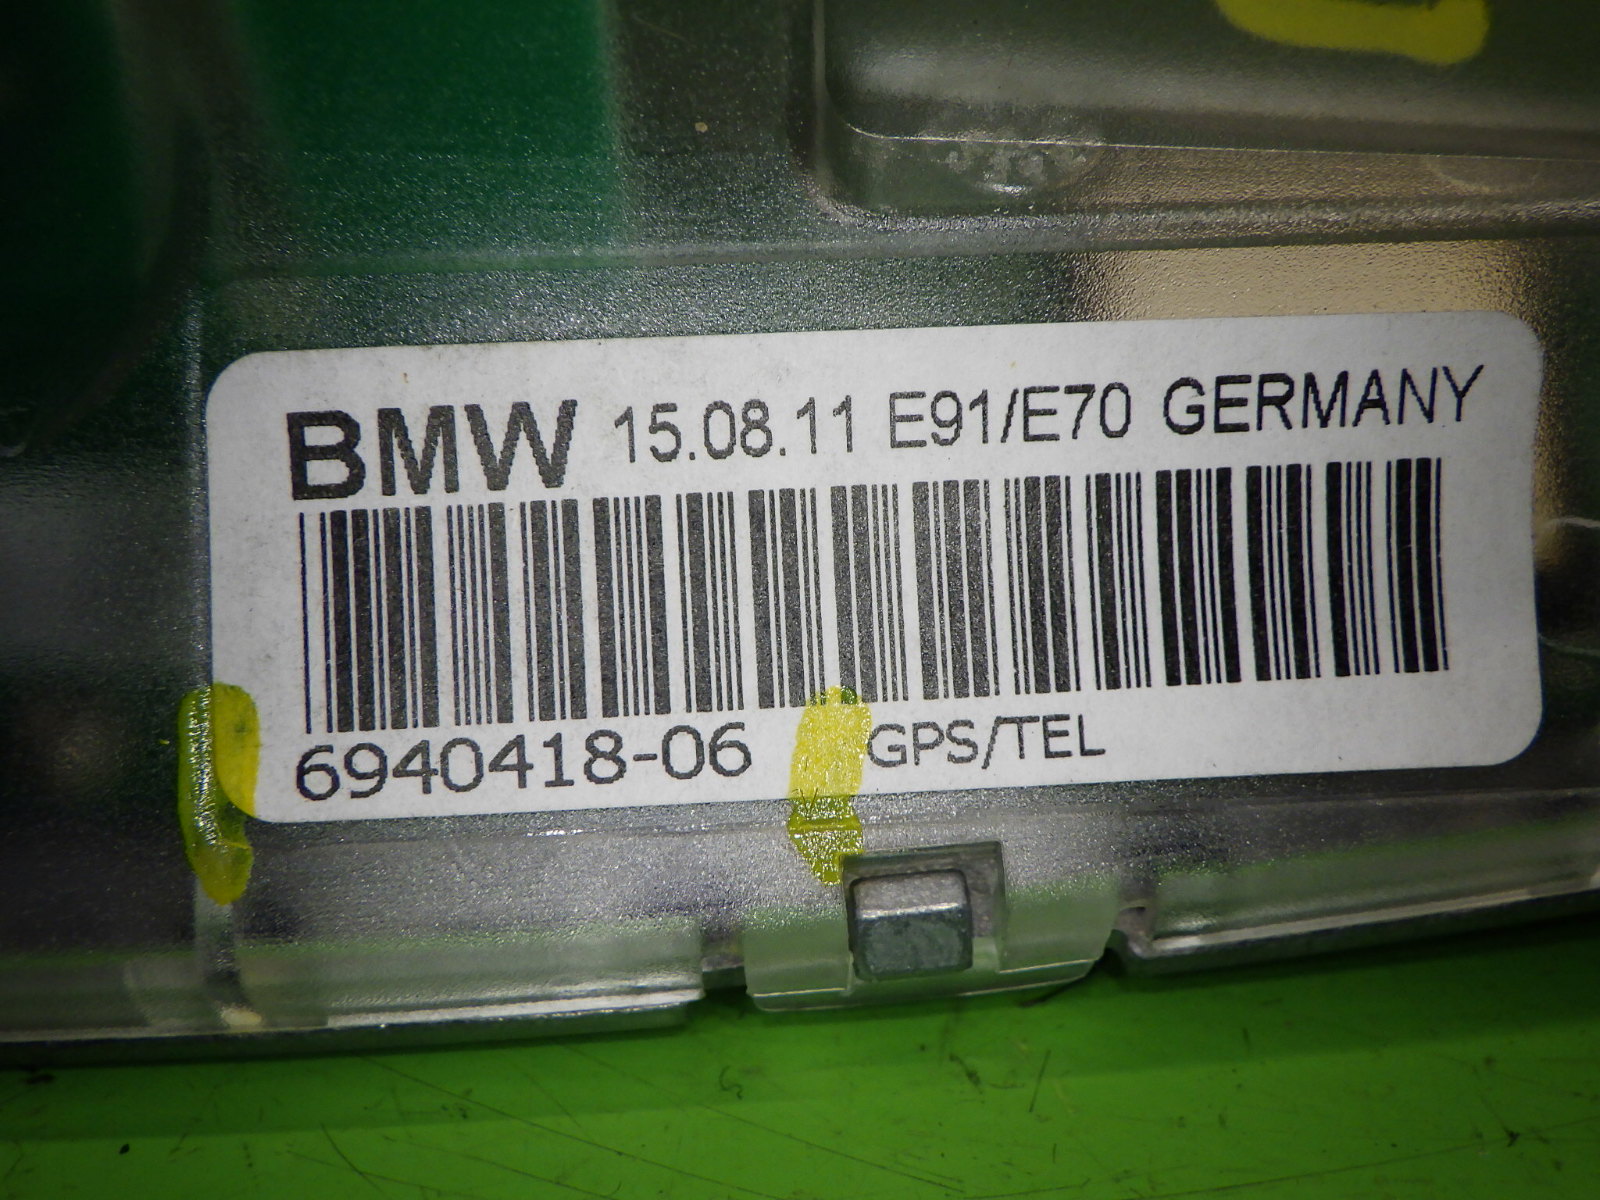 BMW 15.08.11 E91/E70 GERMANY
6940418-06 GPS/TEL